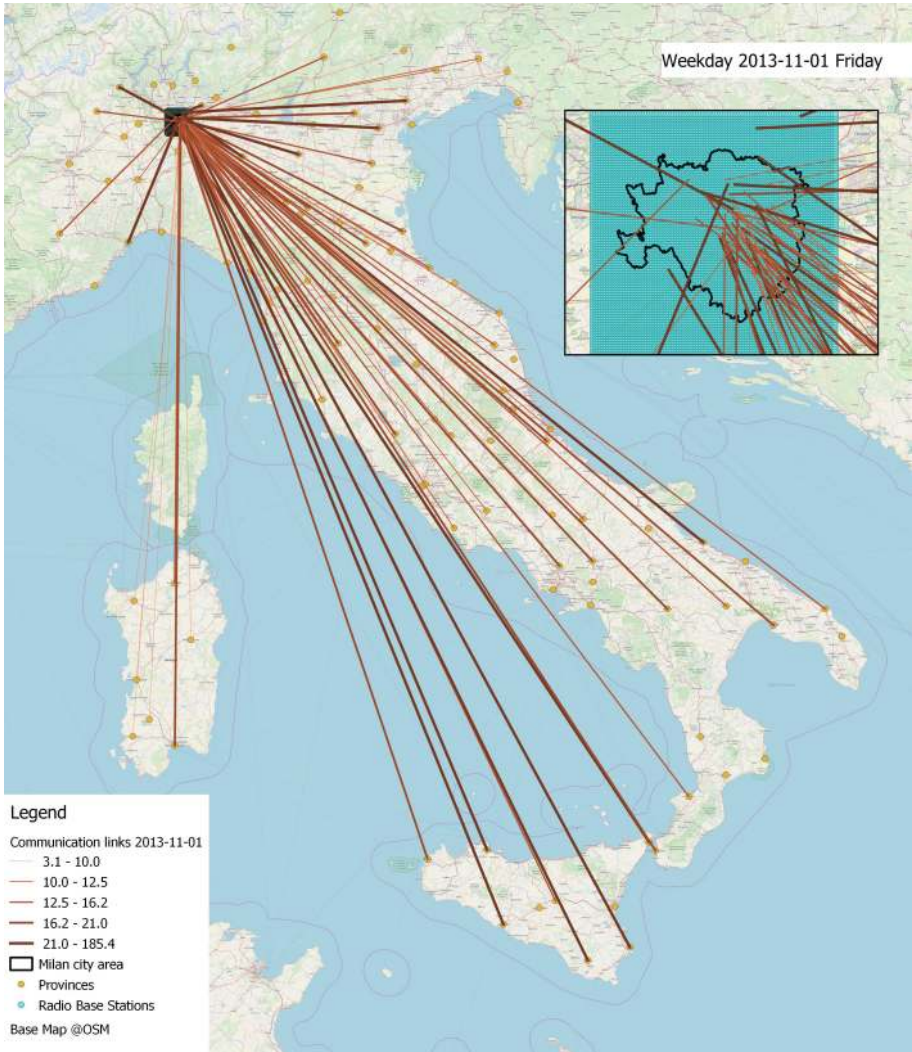 Weekday 2013-11-01 Friday
Legend
Communication links 2013-11-01
3.1 - 10.0
10.0 - 12.5
12.5 - 16.2
16.2 - 21.0
21.0 - 185.4
Milan city area
Provinces
Radio Base Stations
Base Map @OSM